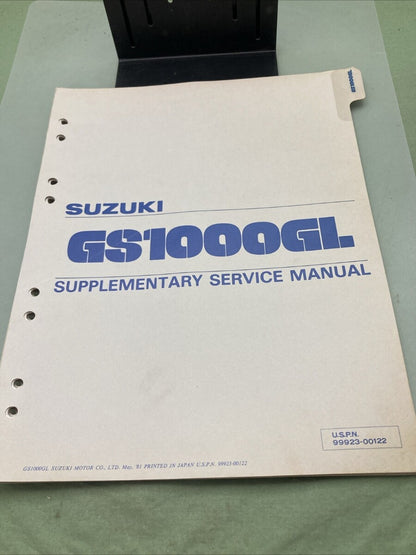 GS1000GL
SUZUKI
GS1000GL
SUPPLEMENTARY SERVICE MANUAL
U.S.P.N.
99923-00122
GS1000GL SUZUKI MOTOR CO., LTD. May, '81 PRINTED IN JAPAN U.S.P.N. 99923-00122